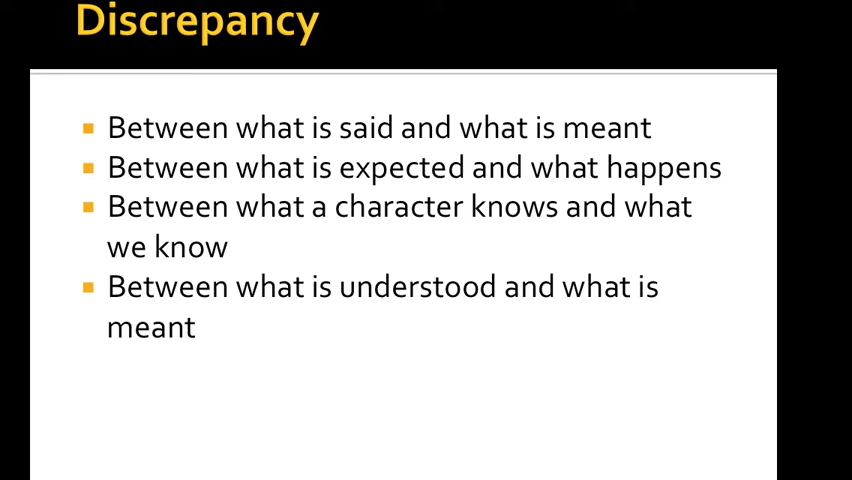 Discrepancy
Between what is said and what is meant
Between what is expected and what happens
Between what a character knows and what
we know
Between what is understood and what is
meant